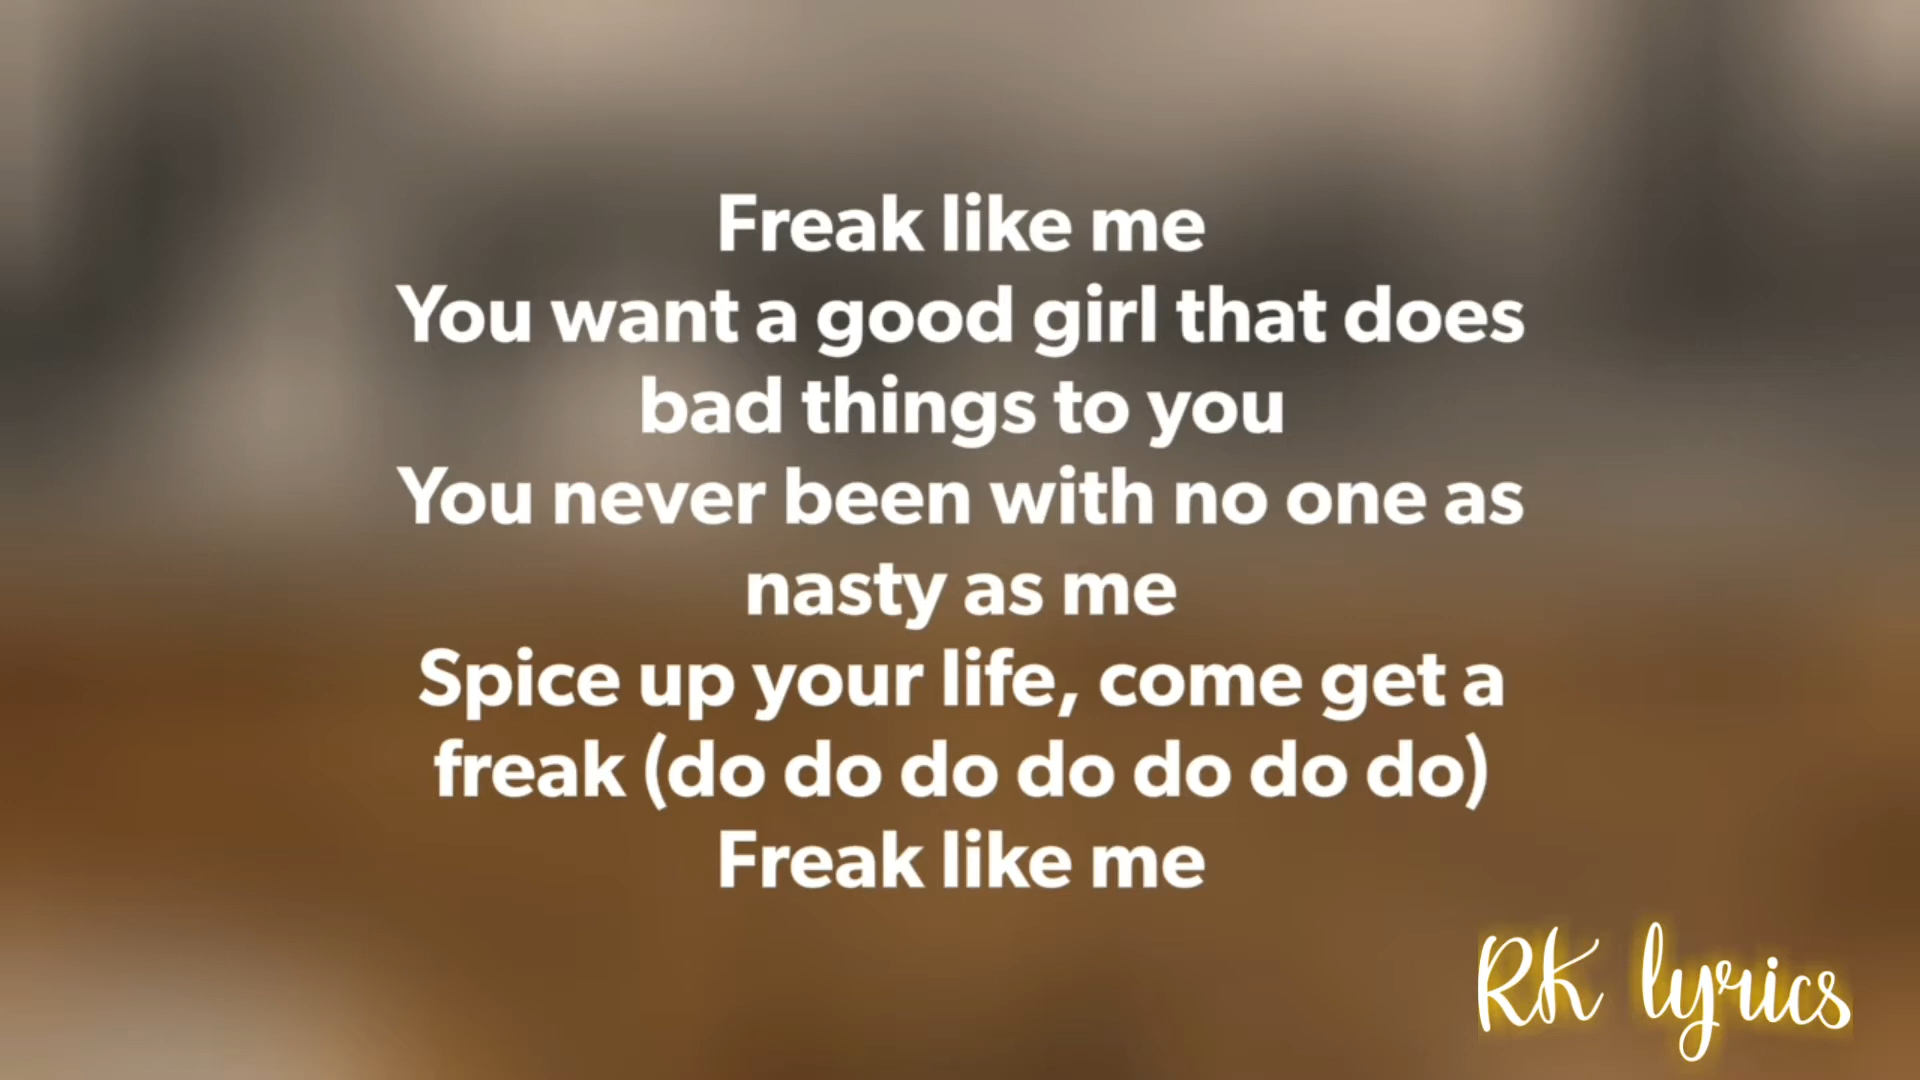 Freak like me
You want a good girl that does
bad things to you
You never been with no one as
nasty as me
Spice up your life, come get a
freak (do do do do do do do)
Freak like me
RK lyrics